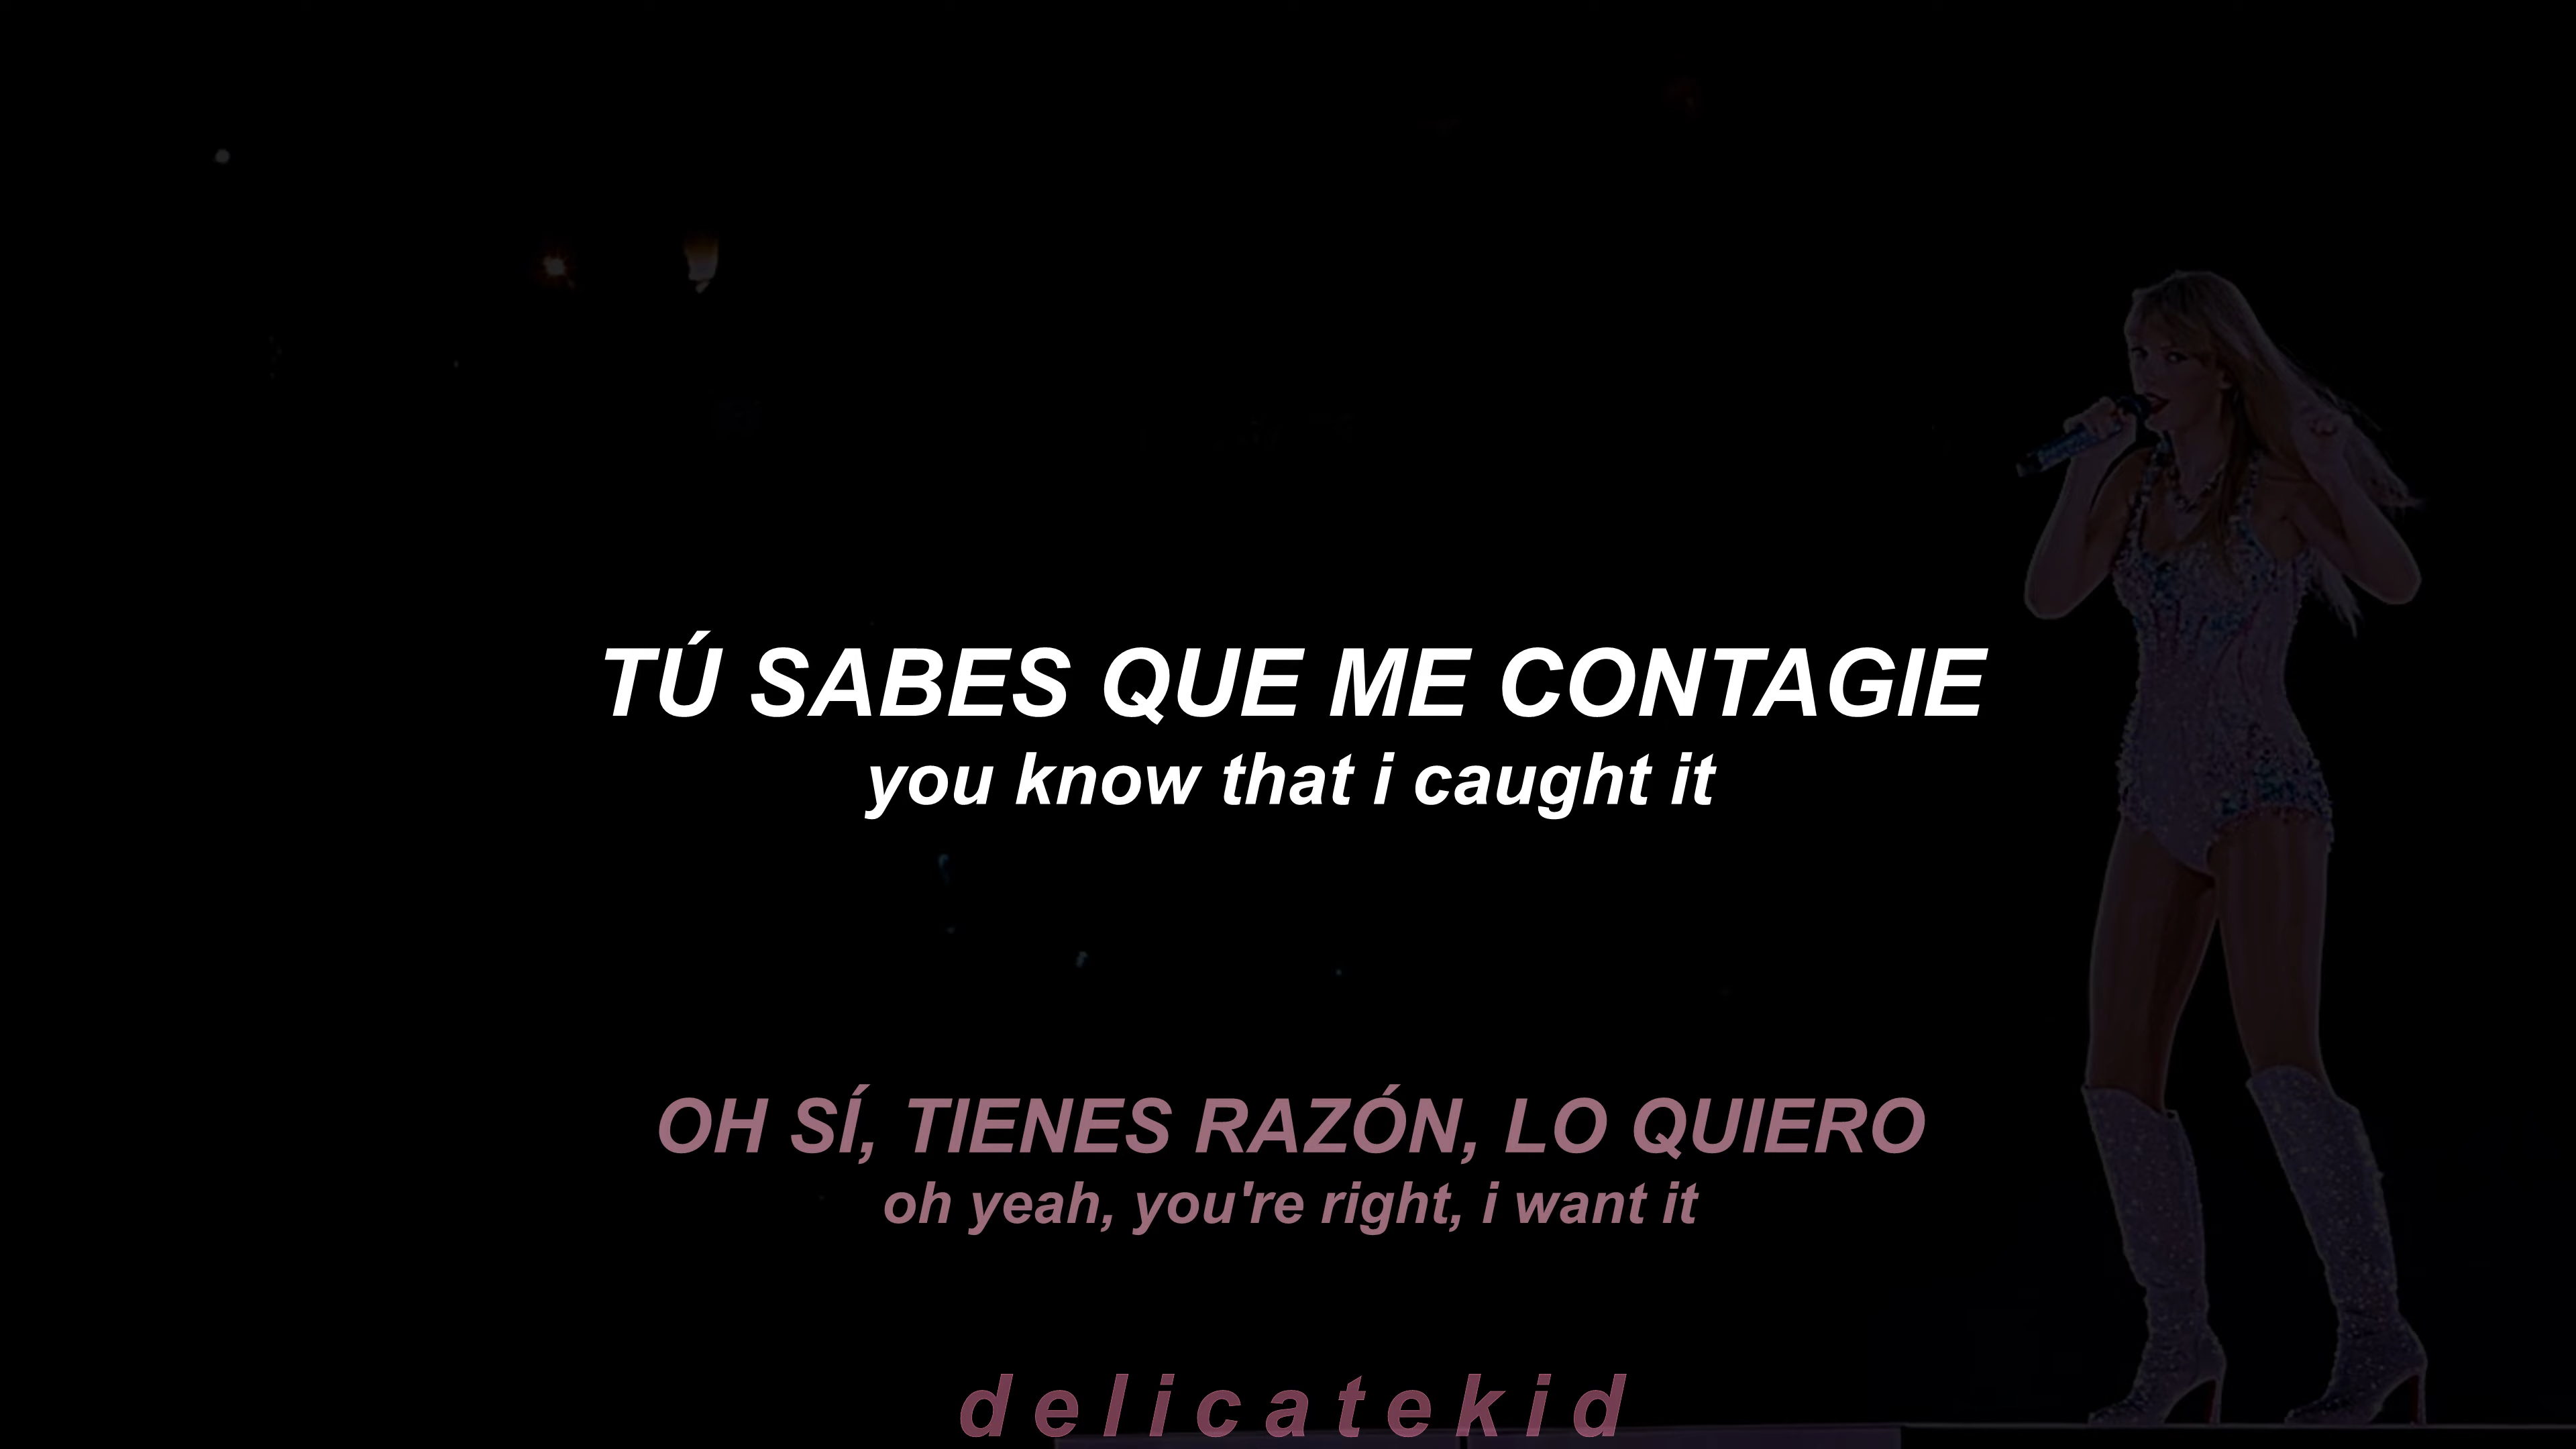 TÚ SABES QUE ME CONTAGIE
you know that i caught it
OH SÍ, TIENES RAZÓN, LO QUIERO
oh yeah, you're right, i want it
delicatekid